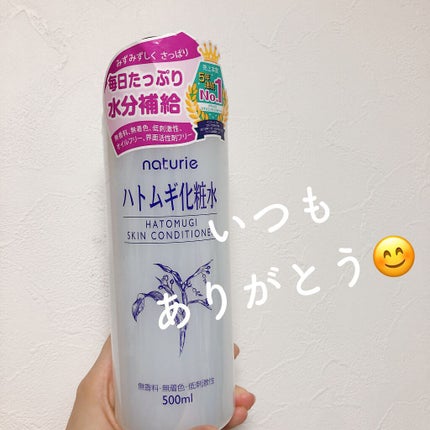 みずみずしく さっぱり
毎日たっぷり
水分補給
無香料、無着色、低刺激性、
オイルフリー、界面活性剤フリー
No.1
naturie
ハトムギ化粧水
HATOMUGI
SKIN CONDITIONE
いつも
ありがとう😊
無香料・無着色・低刺激性
500ml